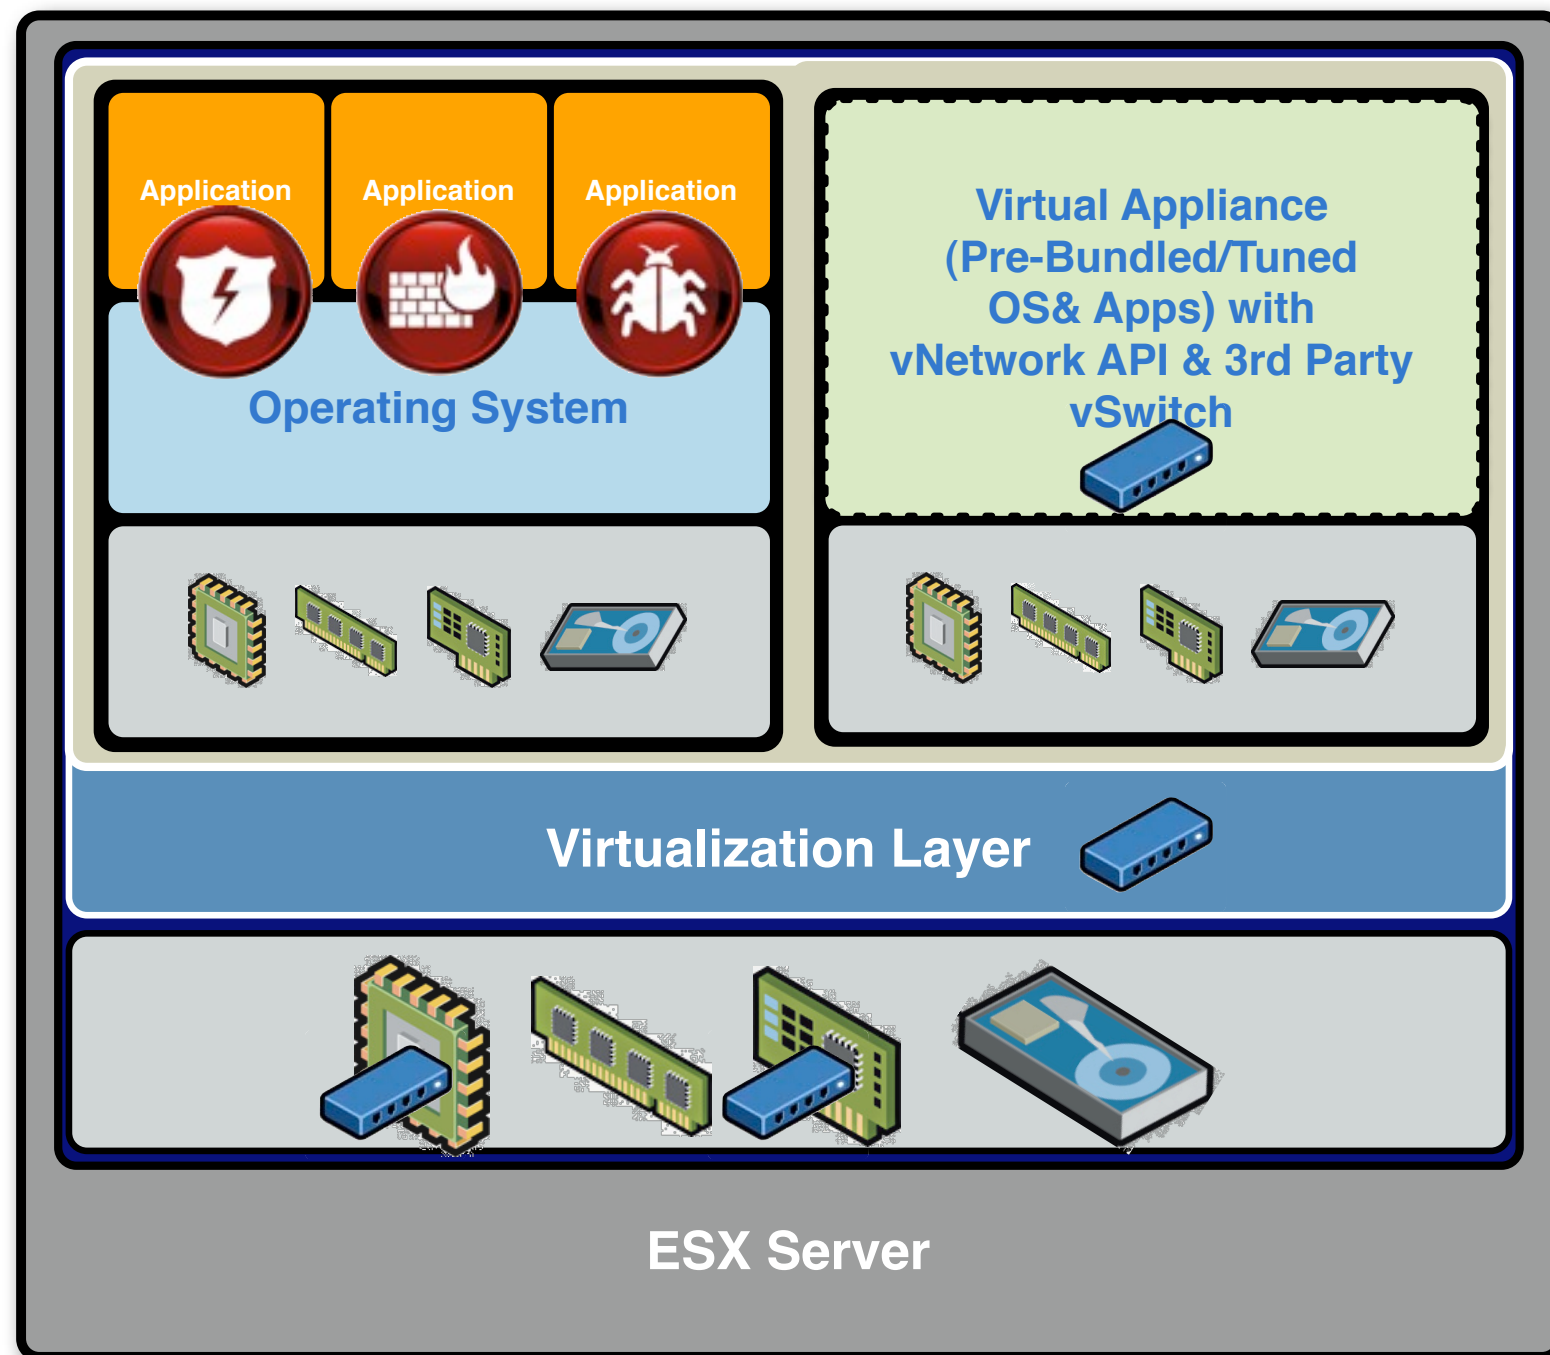 Application
Application
Application
Operating System
Virtual Appliance
(Pre-Bundled/Tuned
OS& Apps) with
vNetwork API & 3rd Party
vSwitch
Virtualization Layer
ESX Server